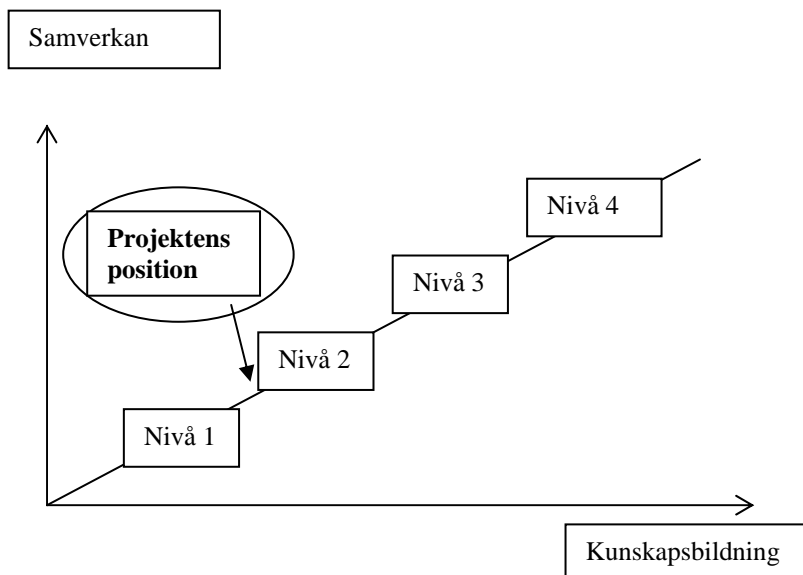 Samverkan
Nivå 4
Projektens
position
Nivå 3
Nivå 2
Nivå 1
Kunskapsbildning